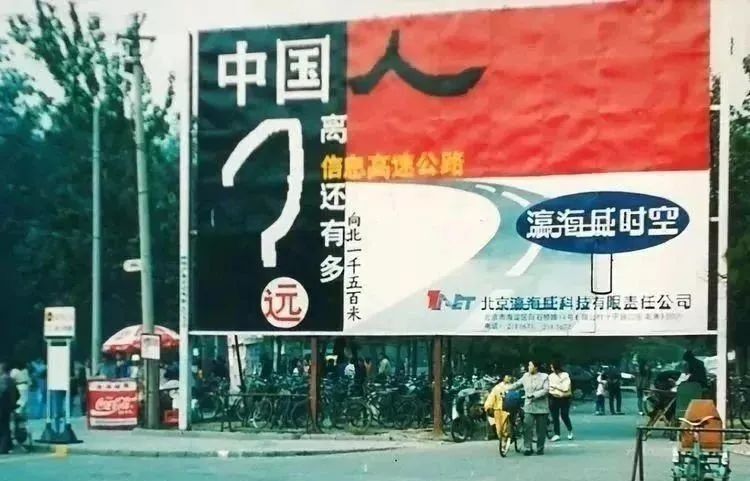 中国人
离
信息高速公路
还有多
远
?
向北一千五百米
瀛海威时空
北京瀛海威科技有限责任公司
Coca-Cola